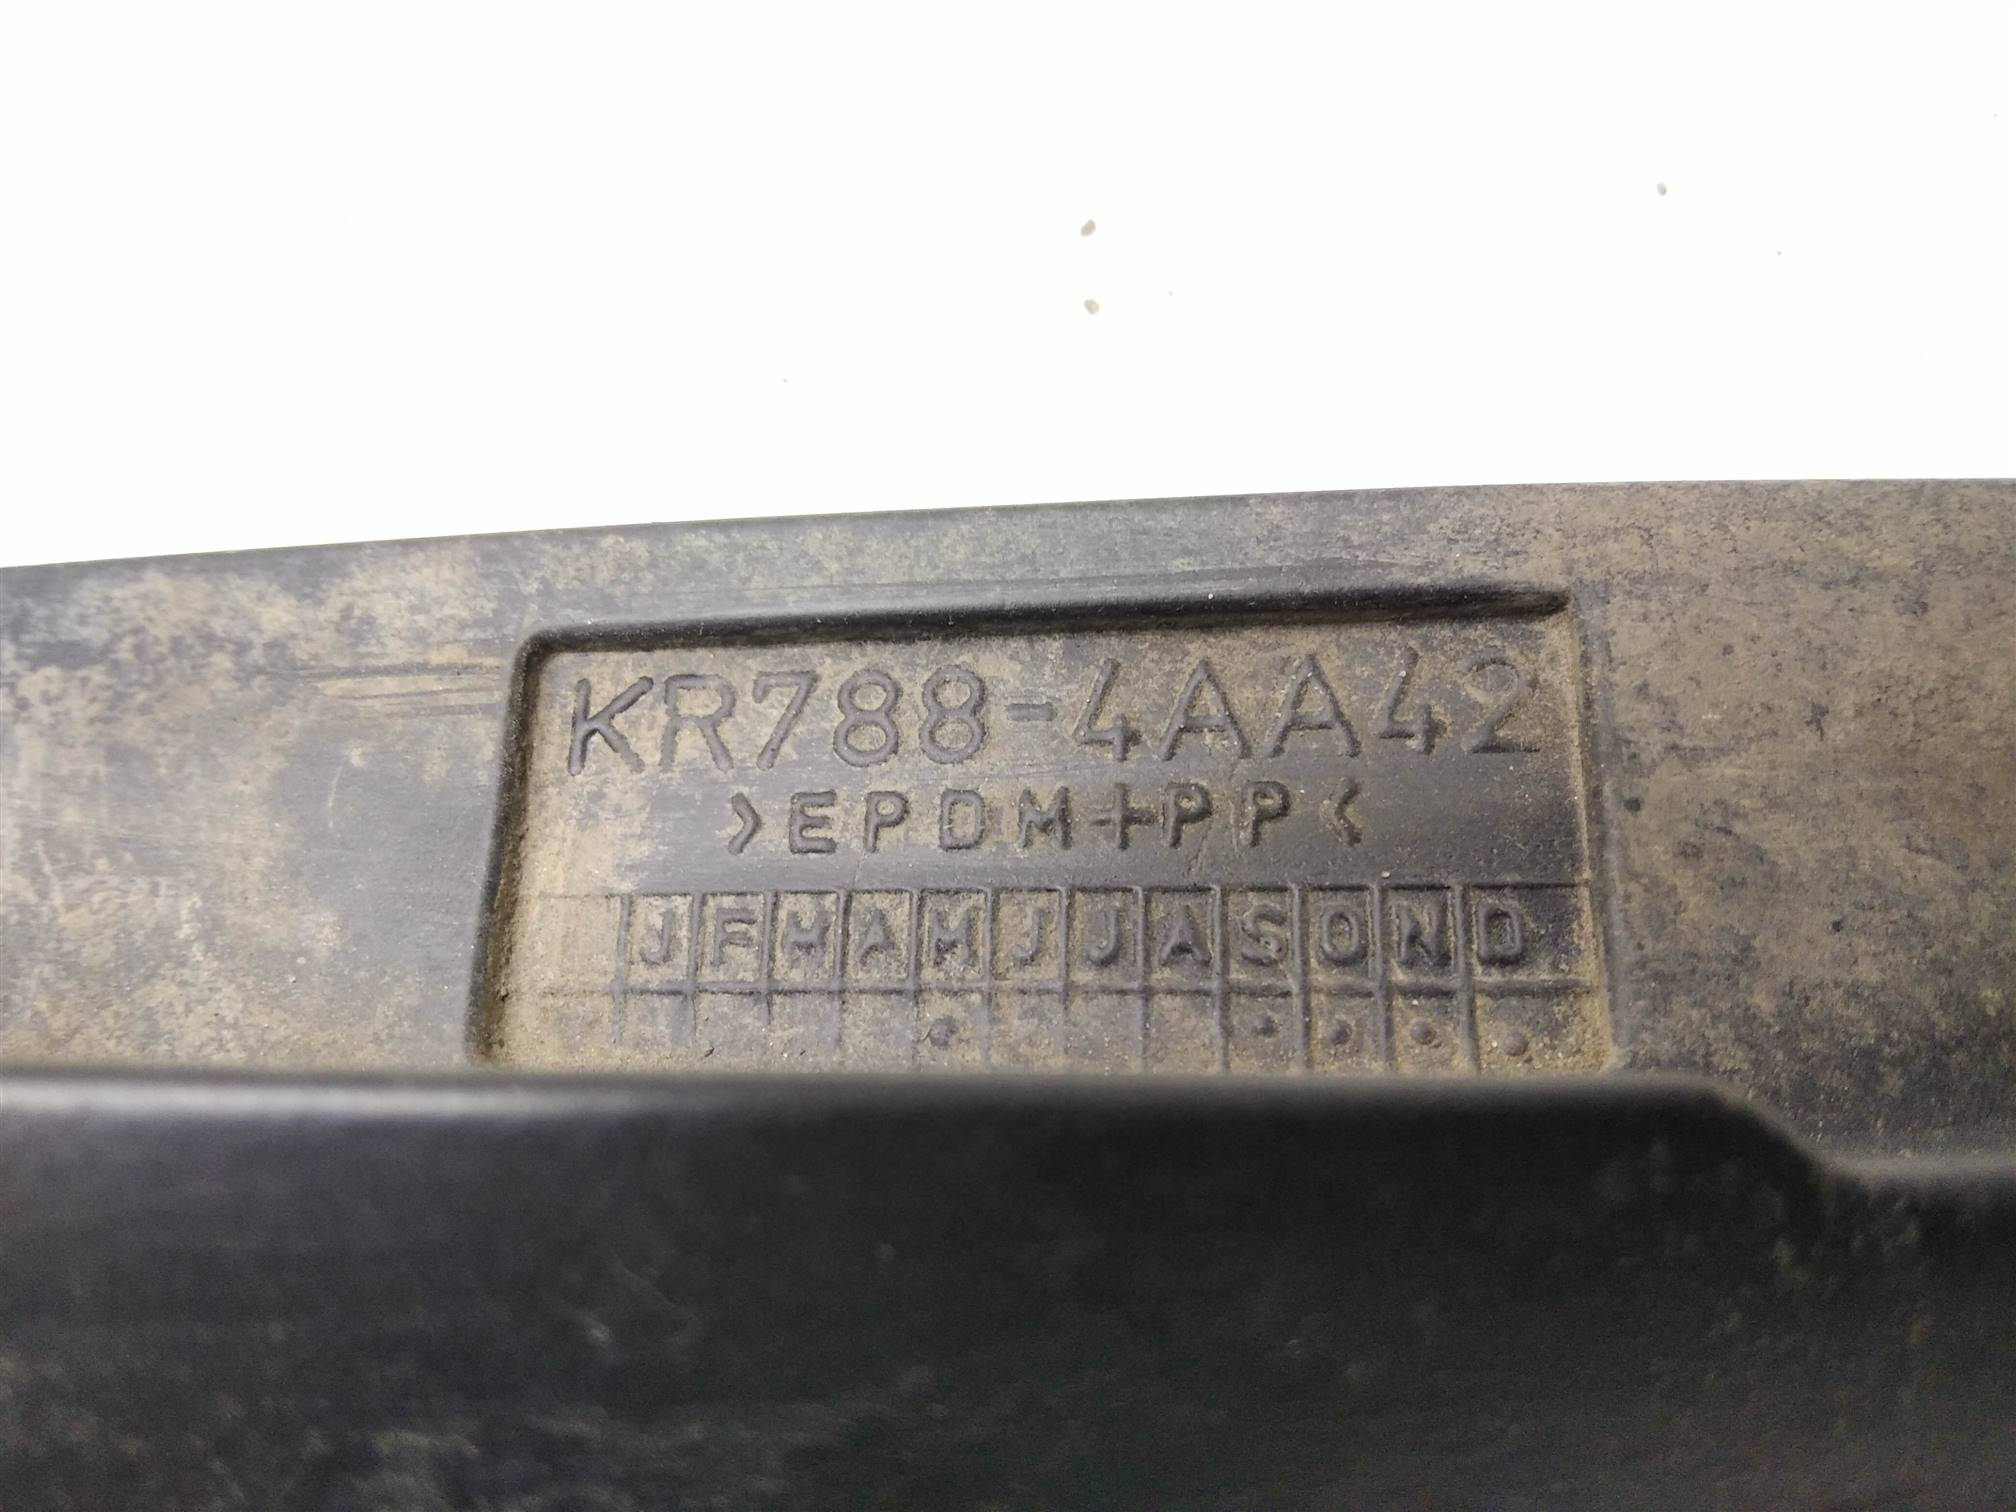 KR788-4AA42
>EPDM+PP<
J F M A M J J A S O N D